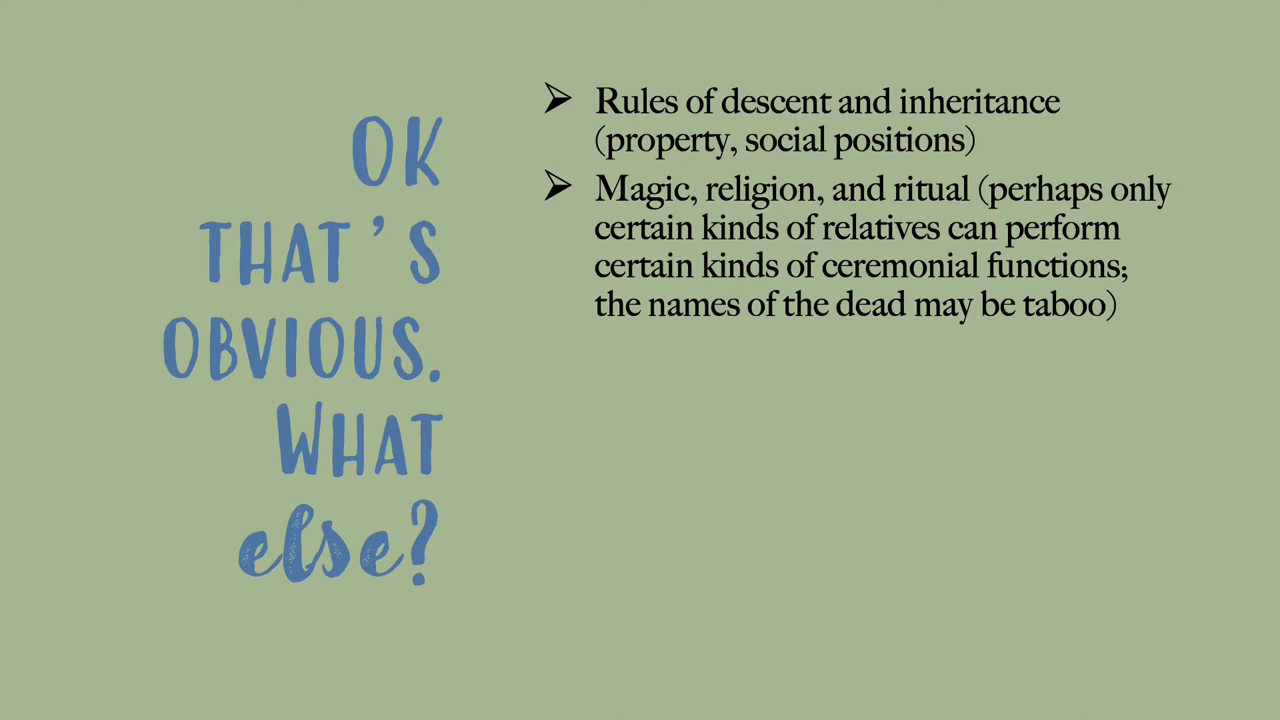 OK
THAT'S
OBVIOUS.
WHAT
else?
➢ Rules of descent and inheritance
(property, social positions)
➢ Magic, religion, and ritual (perhaps only
certain kinds of relatives can perform
certain kinds of ceremonial functions;
the names of the dead may be taboo)